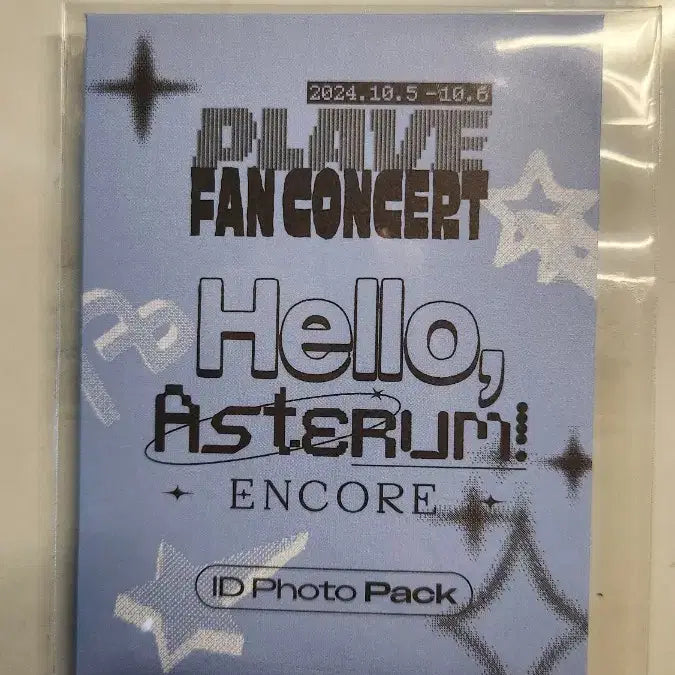 2024.10.5 -10.6
PLAVE
FAN CONCERT
Hello,
Asterum!
ENCORE
ID Photo Pack